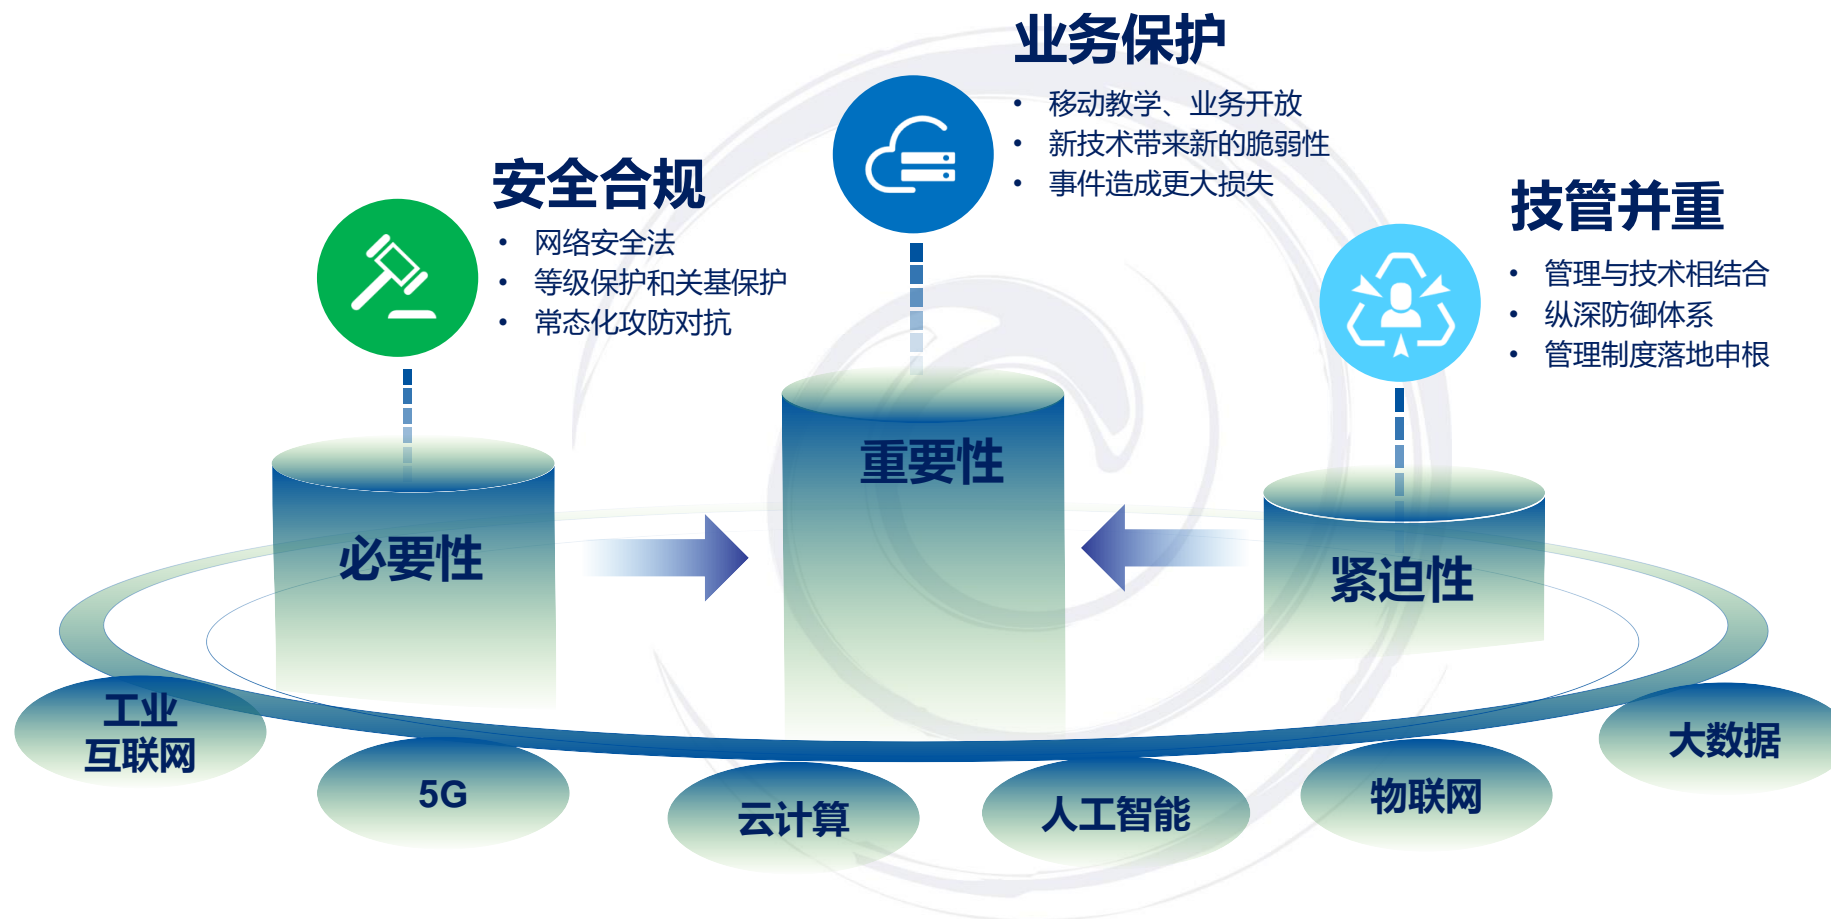 业务保护
• 移动教学、业务开放
• 新技术带来新的脆弱性
• 事件造成更大损失
安全合规
• 网络安全法
• 等级保护和关基保护
• 常态化攻防对抗
技管并重
• 管理与技术相结合
• 纵深防御体系
• 管理制度落地申根
必要性
重要性
紧迫性
工业
互联网
5G
云计算
人工智能
物联网
大数据